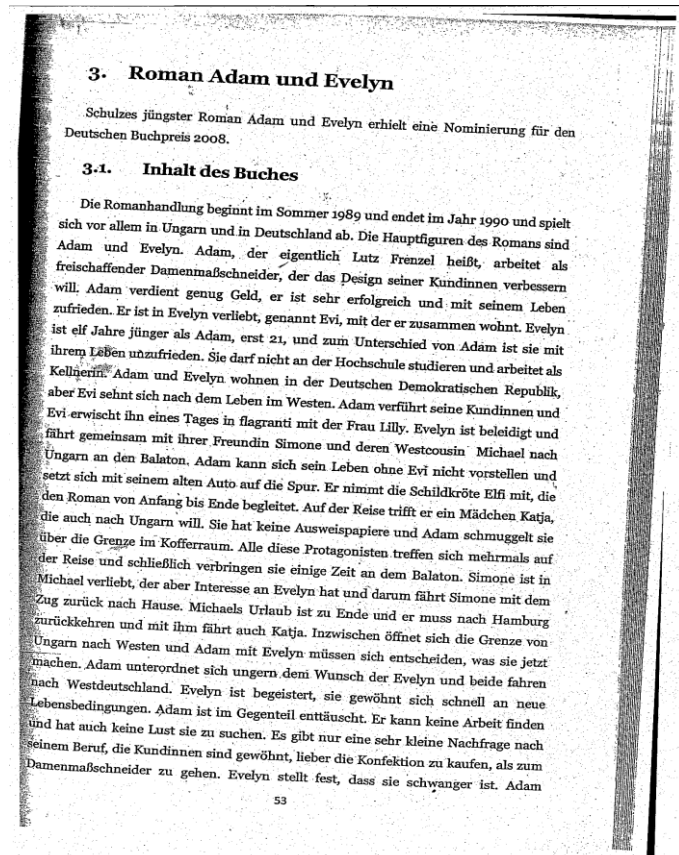 3. Roman Adam und Evelyn
Schulzes jüngster Roman Adam und Evelyn erhielt eine Nominierung für den
Deutschen Buchpreis 2008.
3.1. Inhalt des Buches
Die Romanhandlung beginnt im Sommer 1989 und endet im Jahr 1990 und spielt
sich vor allem in Ungarn und in Deutschland ab. Die Hauptfiguren des Romans sind
Adam und Evelyn. Adam, der eigentlich Lutz Frenzel heißt, arbeitet als
freischaffender Damenmaßschneider, der das Design seiner Kundinnen verbessern
will. Adam verdient genug Geld, er ist sehr erfolgreich und mit seinem Leben
zufrieden. Er ist in Evelyn verliebt, genannt Evi, mit der er zusammen wohnt. Evelyn
ist elf Jahre jünger als Adam, erst 21, und zum Unterschied von Adam ist sie mit
ihrem Leben unzufrieden. Sie darf nicht an der Hochschule studieren und arbeitet als
Kellnerin. Adam und Evelyn wohnen in der Deutschen Demokratischen Republik,
aber Evi sehnt sich nach dem Leben im Westen. Adam verführt seine Kundinnen und
Evi erwischt ihn eines Tages in flagranti mit der Frau Lilly. Evelyn ist beleidigt und
fährt gemeinsam mit ihrer Freundin Simone und deren Westcousin Michael nach
Ungarn an den Balaton. Adam kann sich sein Leben ohne Evi nicht vorstellen und
setzt sich mit seinem alten Auto auf die Spur. Er nimmt die Schildkröte Elfi mit, die
den Roman von Anfang bis Ende begleitet. Auf der Reise trifft er ein Mädchen Katja,
die auch nach Ungarn will. Sie hat keine Ausweispapiere und Adam schmuggelt sie
über die Grenze im Kofferraum. Alle diese Protagonisten treffen sich mehrmals auf
der Reise und schließlich verbringen sie einige Zeit an dem Balaton. Simone ist in
Michael verliebt, der aber Interesse an Evelyn hat und darum fährt Simone mit dem
Zug zurück nach Hause. Michaels Urlaub ist zu Ende und er muss nach Hamburg
zurückkehren und mit ihm fährt auch Katja. Inzwischen öffnet sich die Grenze von
Ungarn nach Westen und Adam mit Evelyn müssen sich entscheiden, was sie jetzt
machen. Adam unterordnet sich ungern dem Wunsch der Evelyn und beide fahren
nach Westdeutschland. Evelyn ist begeistert, sie gewöhnt sich schnell an neue
Lebensbedingungen. Adam ist im Gegenteil enttäuscht. Er kann keine Arbeit finden
und hat auch keine Lust sie zu suchen. Es gibt nur eine sehr kleine Nachfrage nach
seinem Beruf, die Kundinnen sind gewöhnt, lieber die Konfektion zu kaufen, als zum
Damenmaßschneider zu gehen. Evelyn stellt fest, dass sie schwanger ist. Adam
53